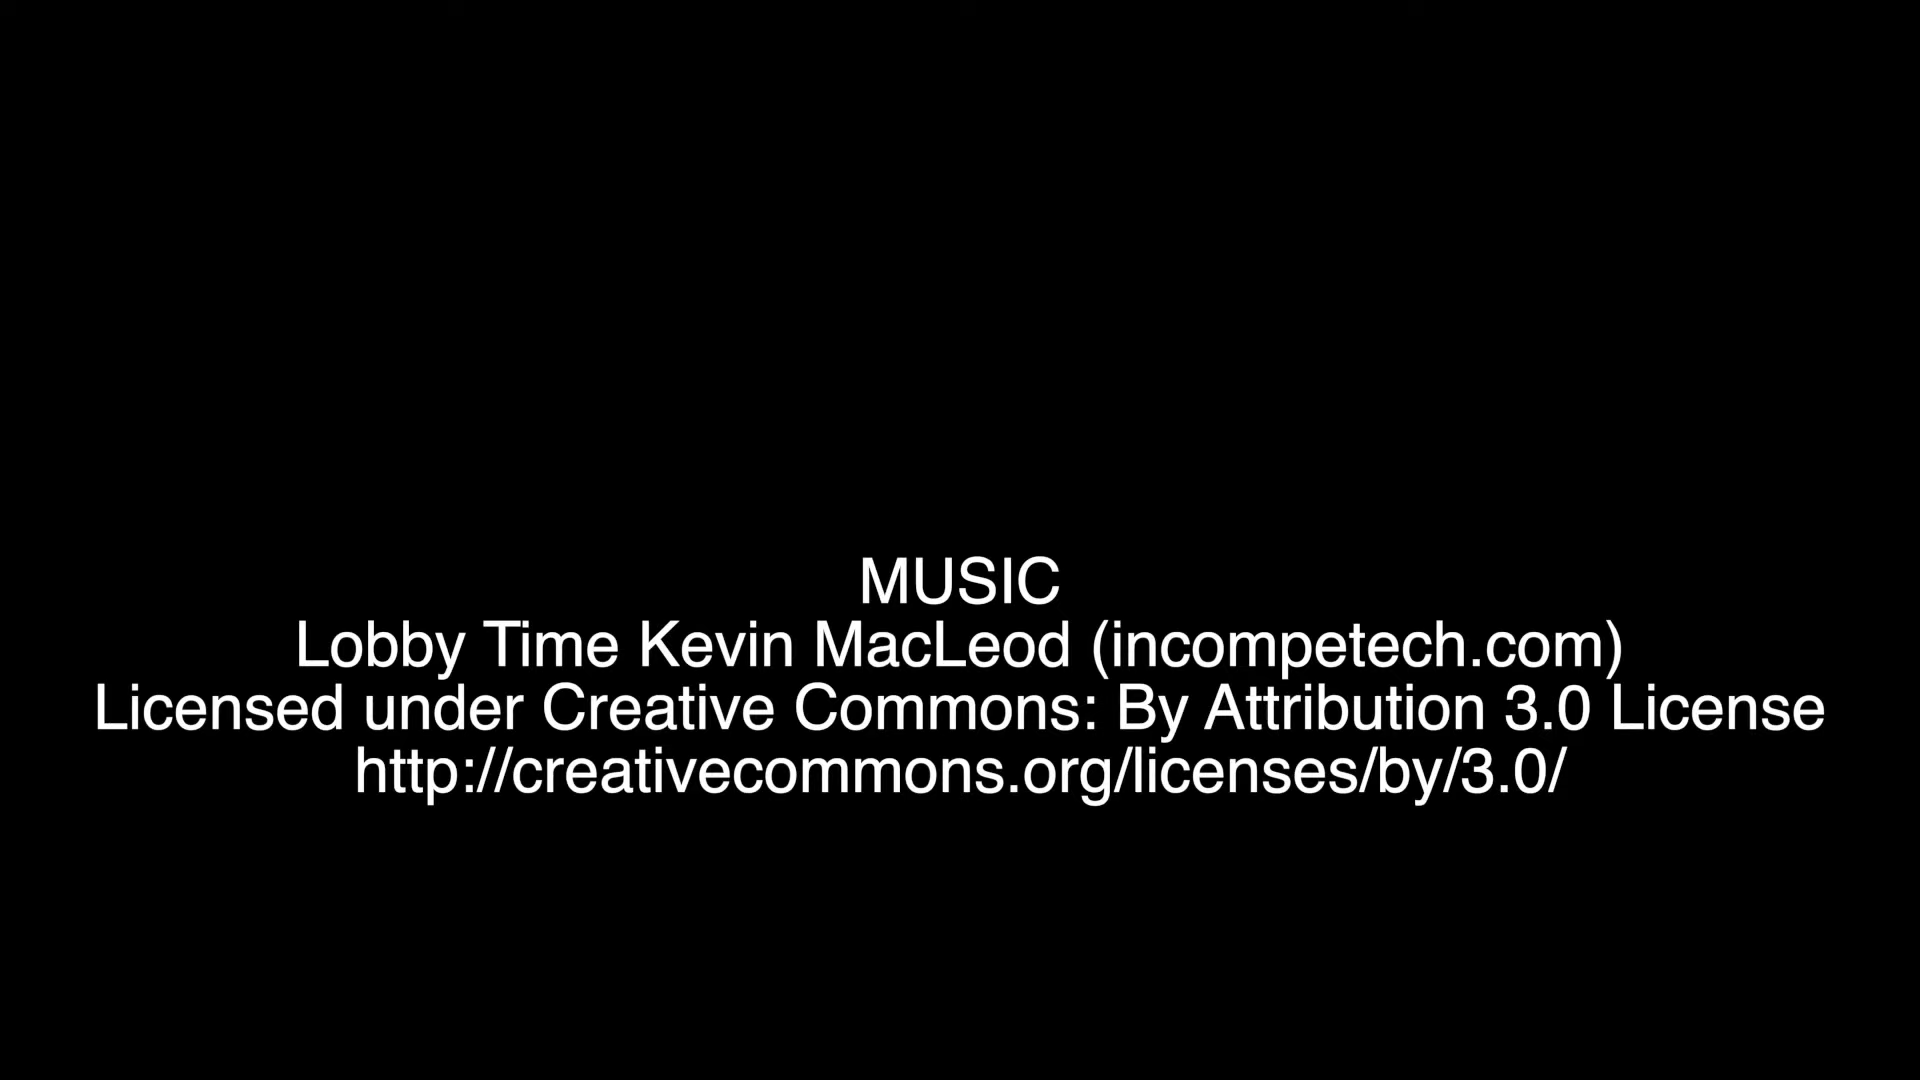 MUSIC
Lobby Time Kevin MacLeod (incompetech.com)
Licensed under Creative Commons: By Attribution 3.0 License
http://creativecommons.org/licenses/by/3.0/